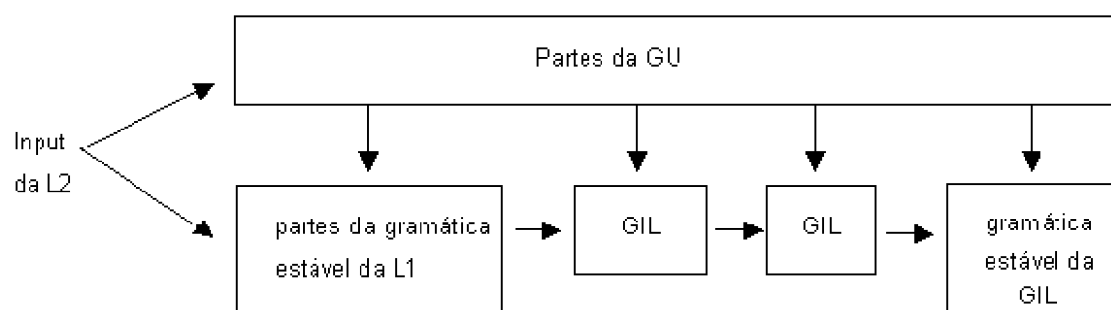 Partes da GU
Input
da L2
partes da gramática
estável da L1
GIL
GIL
gramática
estável da
GIL